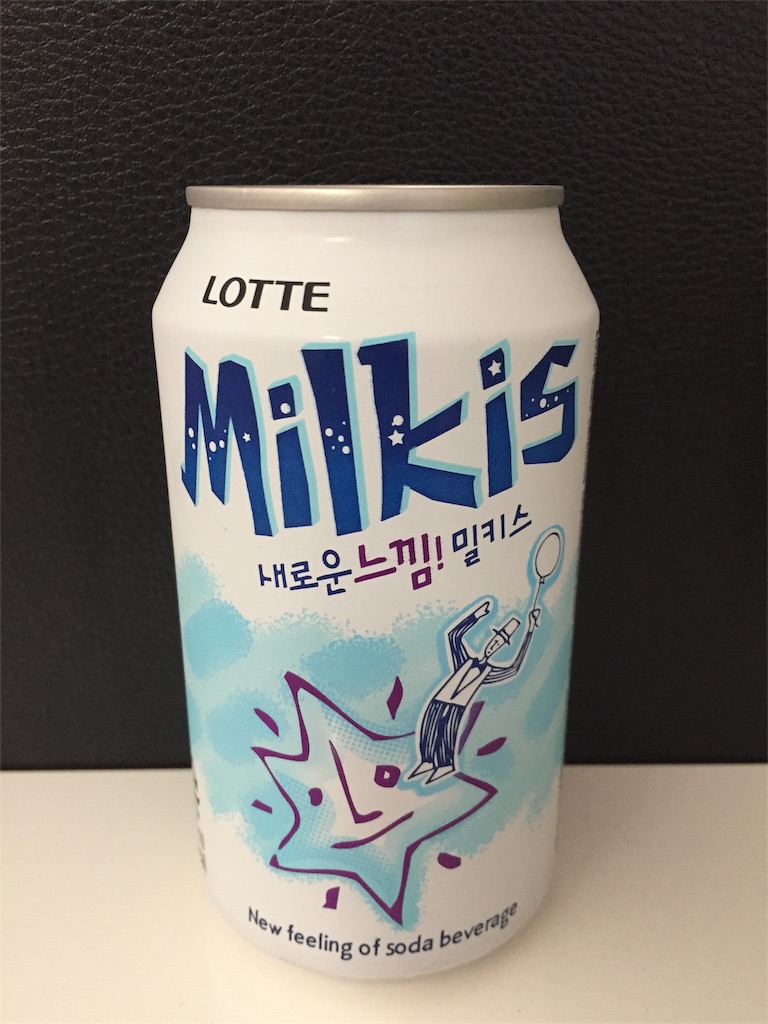 LOTTE
Milkis
새로운 느낌! 밀키스
New feeling of soda beverage